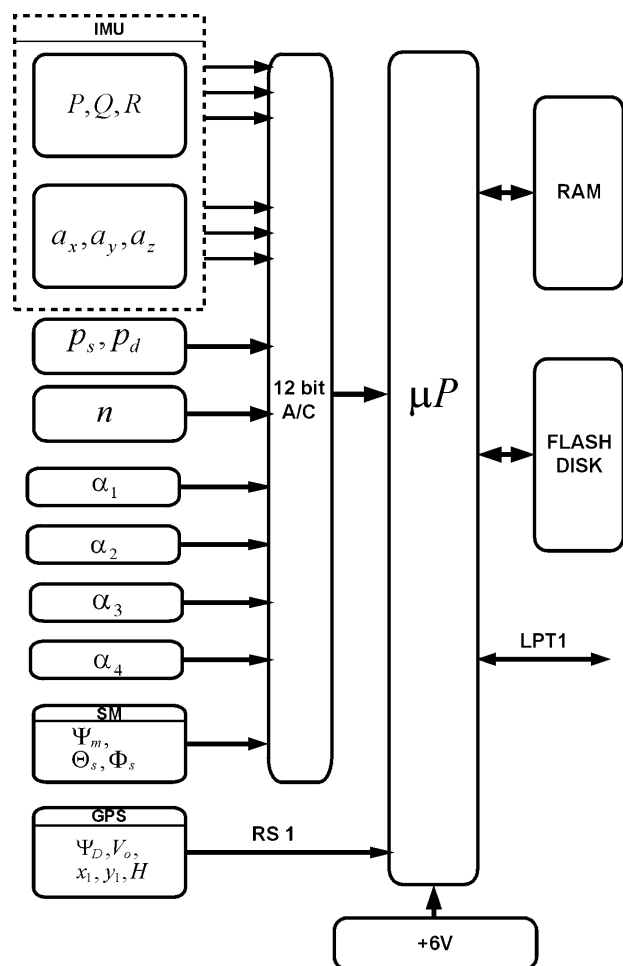 IMU
P, Q, R
RAM
a_x, a_y, a_z
p_s, p_d
12 bit
A/C
μP
n
FLASH
DISK
α_1
α_2
α_3
LPT1
α_4
SM
Ψ_m,
Θ_s, Φ_s
GPS
RS 1
Ψ_D, V_o,
x_1, y_1, H
+6V